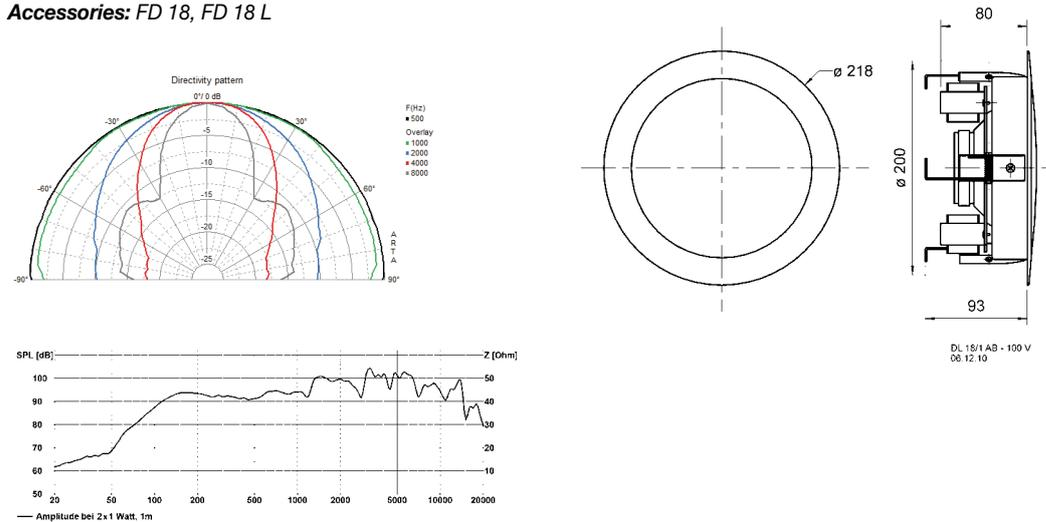 Accessories: FD 18, FD 18 L
Directivity pattern
0°/ 0 dB
-30°
30°
-60°
60°
-90°
90°
-5
-10
-15
-20
-25
F(Hz)
500
Overlay
1000
2000
4000
8000
A
R
T
A
ø 218
80
ø 200
93
DL 18/1 AB - 100 V
06.12.10
SPL [dB]
Z [Ohm]
100
50
90
40
80
30
70
20
60
10
50
20 50 100 200 500 1000 2000 5000 10000 20000
Amplitude bei 2x1 Watt, 1m